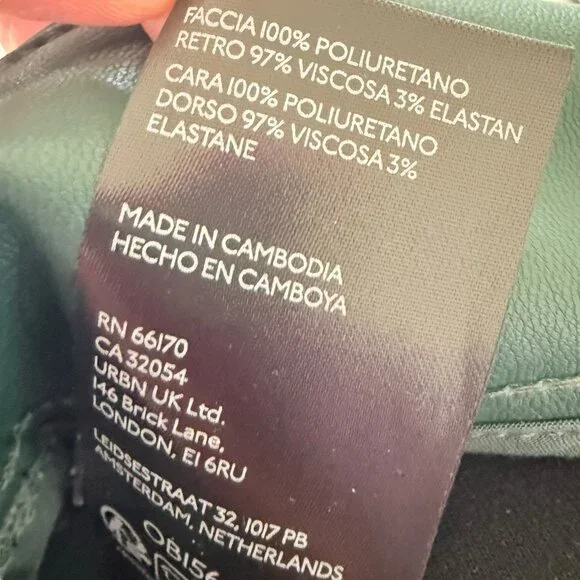 FACCIA 100% POLIURETANO
RETRO 97% VISCOSA 3% ELASTAN
CARA 100% POLIURETANO
DORSO 97% VISCOSA 3%
ELASTANE
MADE IN CAMBODIA
HECHO EN CAMBOYA
RN 66170
CA 32054
URBN UK Ltd.
146 Brick Lane,
LONDON, E1 6RU
LEIDSESTRAAT 32, 1017 PB
AMSTERDAM, NETHERLANDS